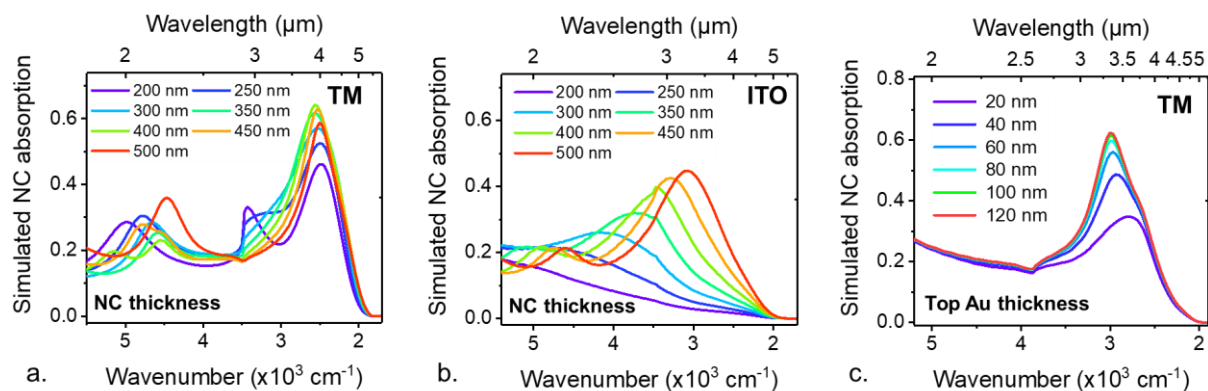 Wavelength (µm)
2 3 4 5
Simulated NC absorption
0.6
0.4
0.2
0.0
TM
200 nm 250 nm
300 nm 350 nm
400 nm 450 nm
500 nm
NC thickness
5 4 3 2
a. Wavenumber (x10³ cm⁻¹)
Wavelength (µm)
2 3 4 5
Simulated NC absorption
0.6
0.4
0.2
0.0
ITO
200 nm 250 nm
300 nm 350 nm
400 nm 450 nm
500 nm
NC thickness
5 4 3 2
b. Wavenumber (x10³ cm⁻¹)
Wavelength (µm)
2 2.5 3 3.5 4 4.5 5
Simulated NC absorption
0.8
0.6
0.4
0.2
0.0
TM
20 nm
40 nm
60 nm
80 nm
100 nm
120 nm
Top Au thickness
5 4 3 2
c. Wavenumber (x10³ cm⁻¹)